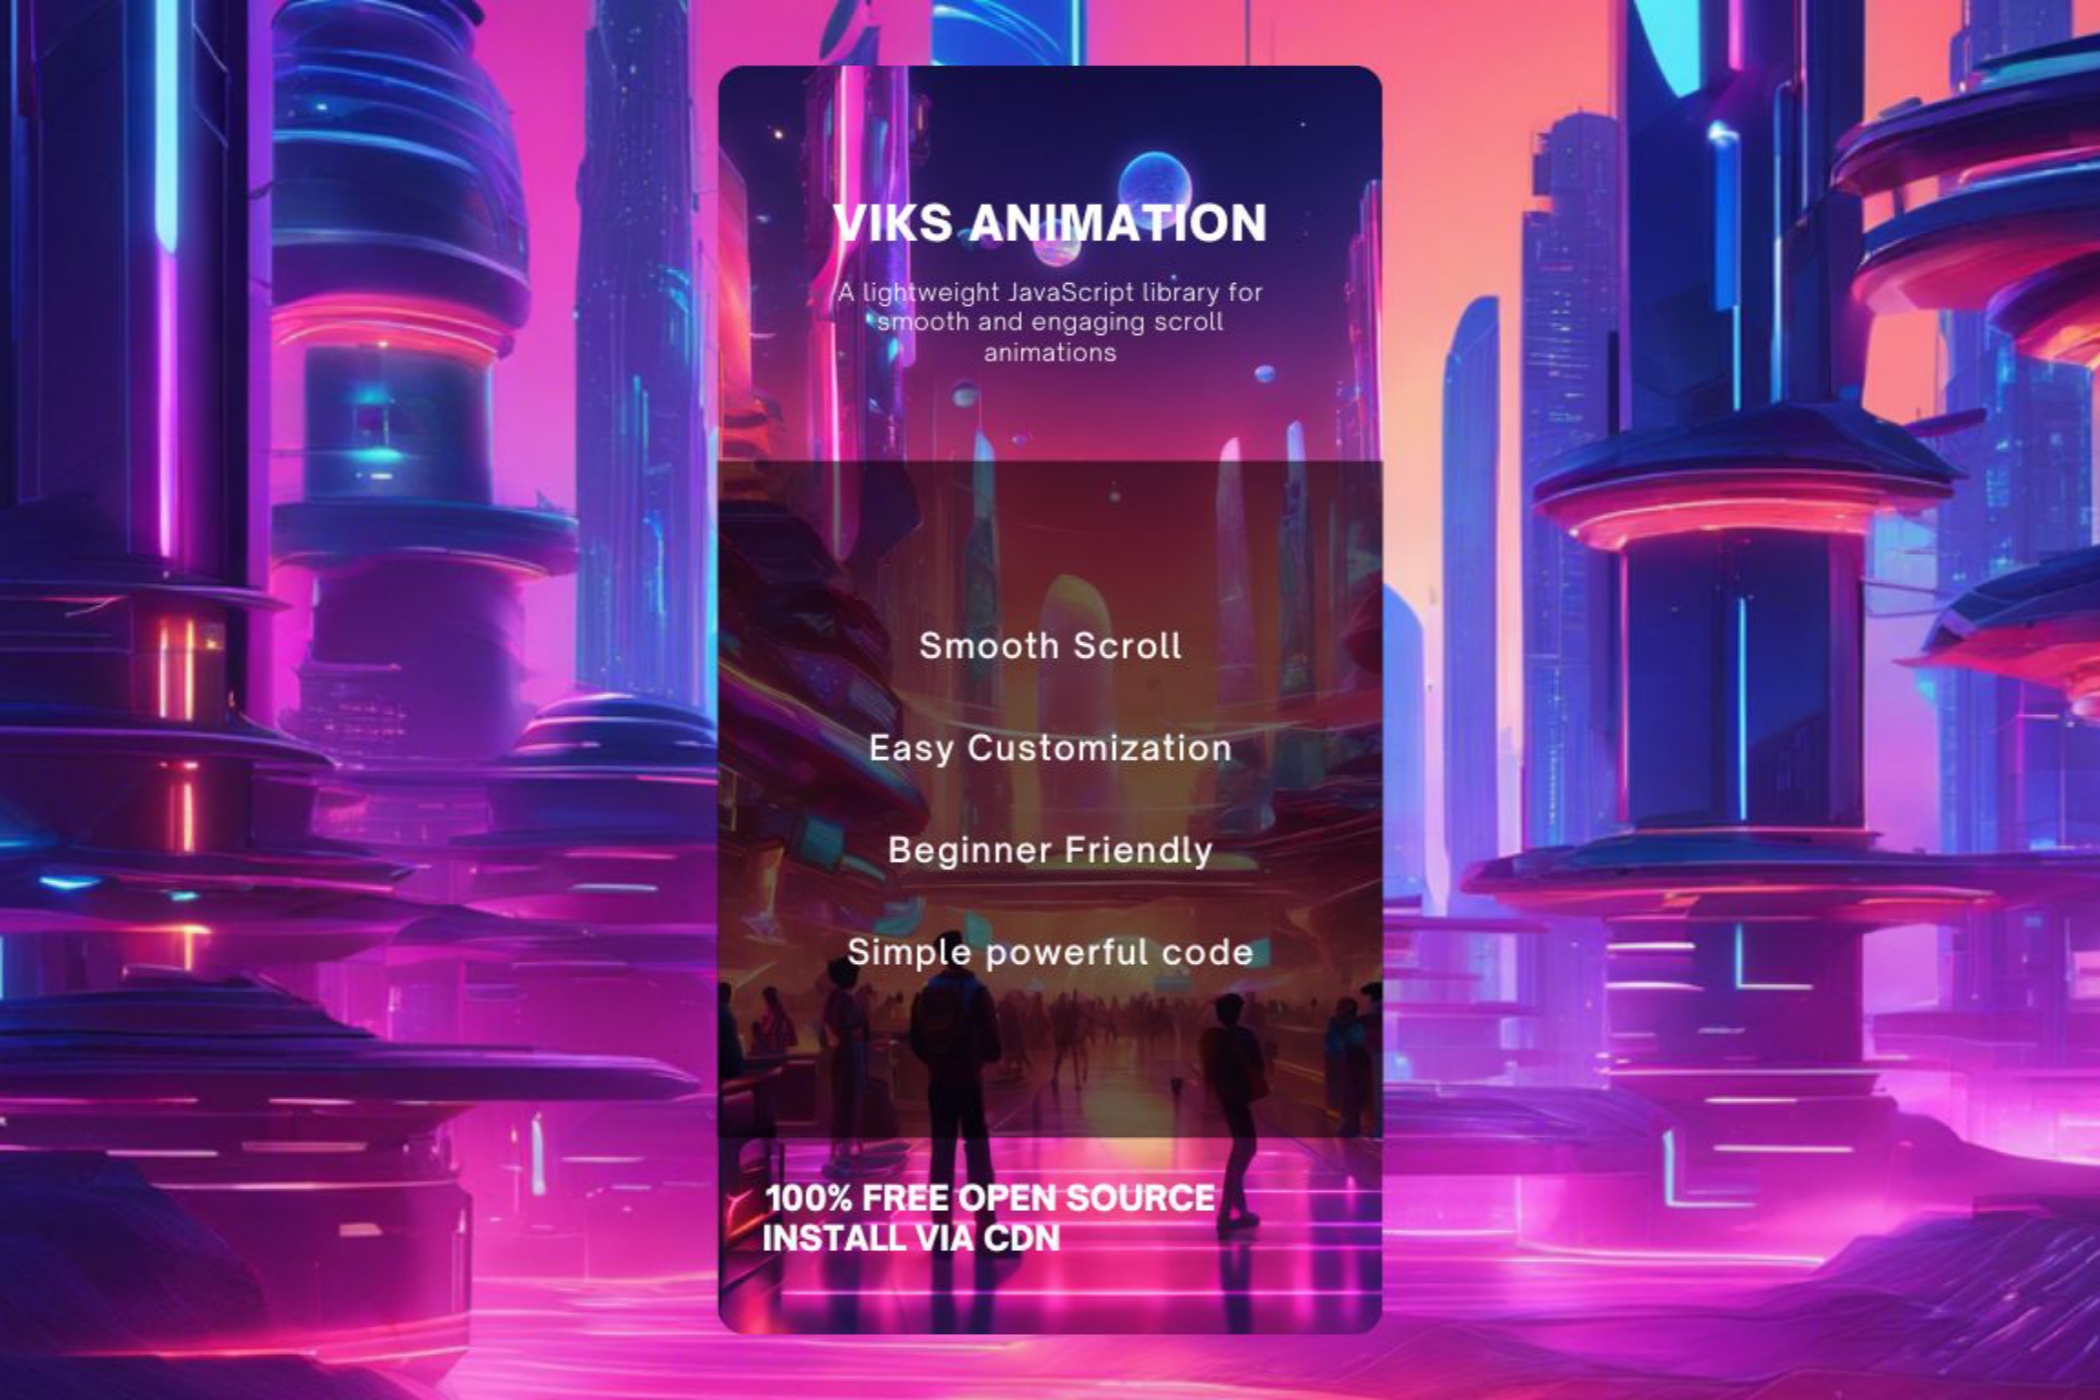 VIKS ANIMATION
A lightweight JavaScript library for
smooth and engaging scroll
animations
Smooth Scroll
Easy Customization
Beginner Friendly
Simple powerful code
100% FREE OPEN SOURCE
INSTALL VIA CDN